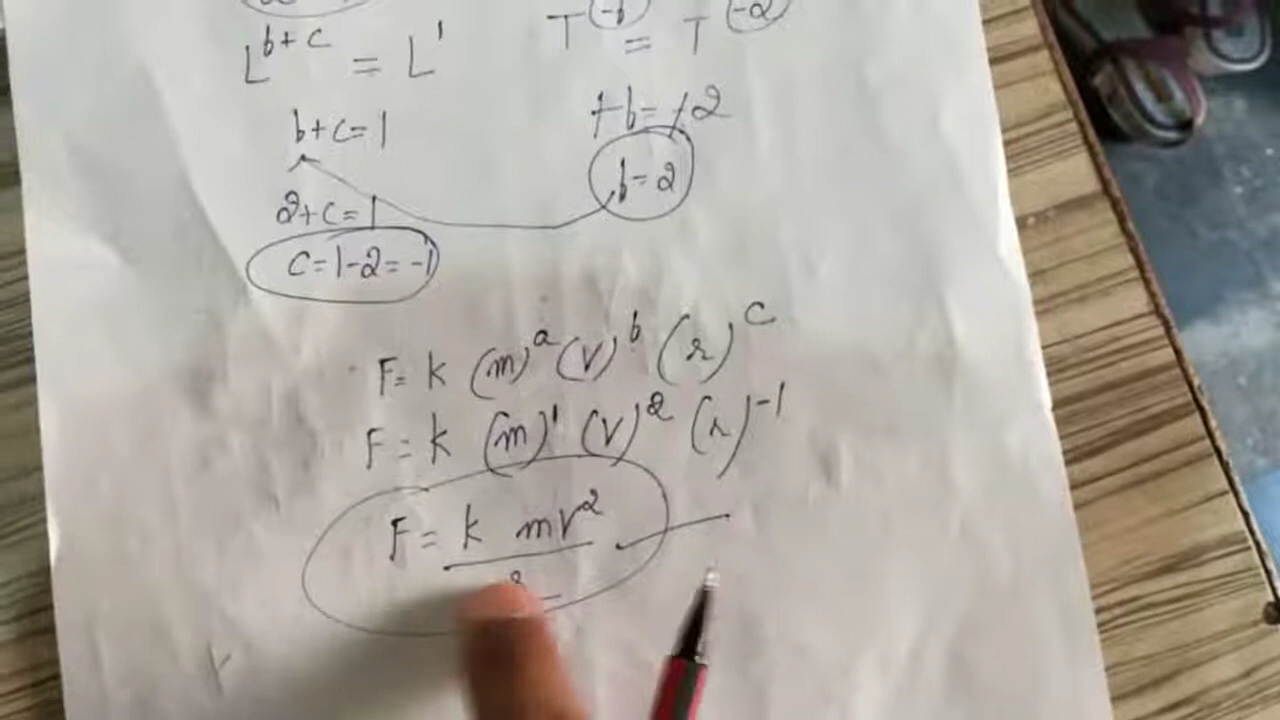 L^{b+c} = L^1 T^{-b} = T^{-2}
b+c=1 -b=-2
b=2
2+c=1
c=1-2=-1
F= k (m)^a (v)^b (r)^c
F= k (m)^1 (v)^2 (r)^{-1}
F= k mv^2
r